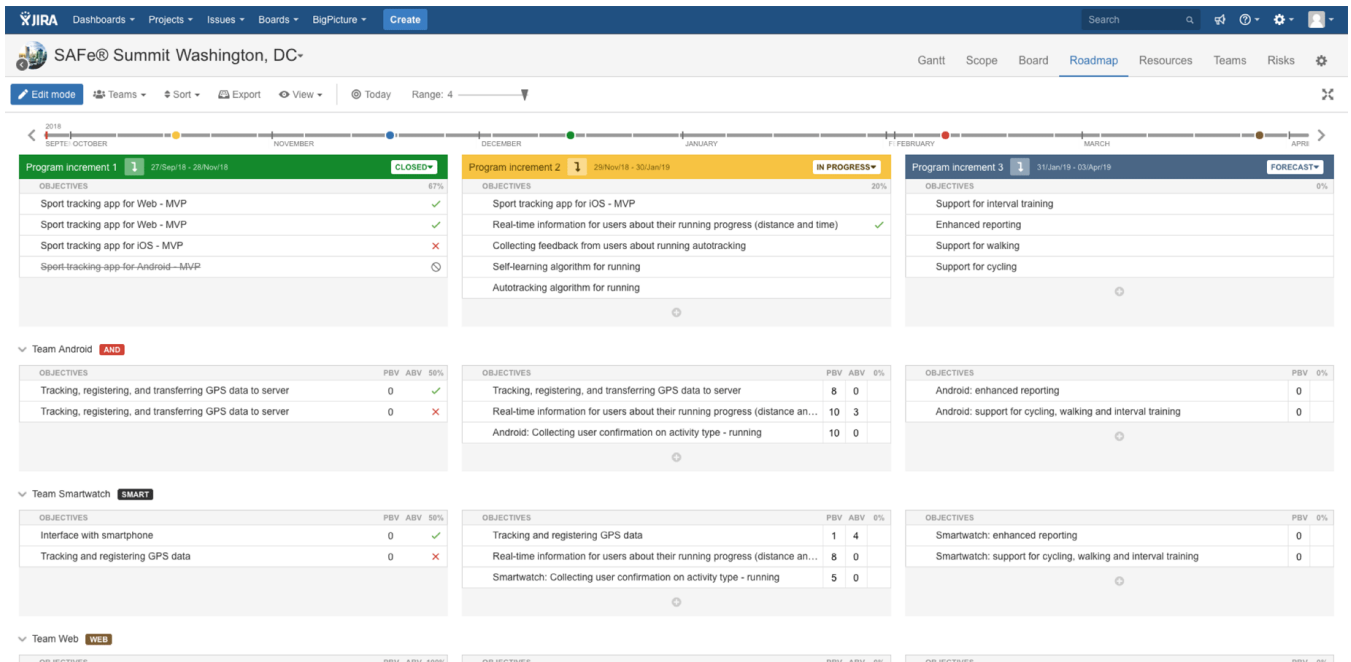 JIRA Dashboards Projects Issues Boards BigPicture Create Search
SAFe® Summit Washington, DC
Gantt Scope Board Roadmap Resources Teams Risks
Edit mode Teams Sort Export View Today Range: 4
2018
OCTOBER NOVEMBER DECEMBER JANUARY FEBRUARY MARCH
Program increment 1 27/Sep/18 - 28/Nov/18 CLOSED
OBJECTIVES 67%
Sport tracking app for Web - MVP
Sport tracking app for Web - MVP
Sport tracking app for iOS - MVP
Sport tracking app for Android - MVP
Program increment 2 29/Nov/18 - 30/Jan/19 IN PROGRESS
OBJECTIVES 20%
Sport tracking app for iOS - MVP
Real-time information for users about their running progress (distance and time)
Collecting feedback from users about running autotracking
Self-learning algorithm for running
Autotracking algorithm for running
Program increment 3 31/Jan/19 - 03/Apr/19 FORECAST
OBJECTIVES 0%
Support for interval training
Enhanced reporting
Support for walking
Support for cycling
Team Android AND
OBJECTIVES PBV ABV 50%
Tracking, registering, and transferring GPS data to server 0
Tracking, registering, and transferring GPS data to server 0
OBJECTIVES PBV ABV 0%
Tracking, registering, and transferring GPS data to server 8 0
Real-time information for users about their running progress (distance an... 10 3
Android: Collecting user confirmation on activity type - running 10 0
OBJECTIVES PBV 0%
Android: enhanced reporting 0
Android: support for cycling, walking and interval training 0
Team Smartwatch SMART
OBJECTIVES PBV ABV 50%
Interface with smartphone 0
Tracking and registering GPS data 0
OBJECTIVES PBV ABV 0%
Tracking and registering GPS data 1 4
Real-time information for users about their running progress (distance an... 8 0
Smartwatch: Collecting user confirmation on activity type - running 5 0
OBJECTIVES PBV 0%
Smartwatch: enhanced reporting 0
Smartwatch: support for cycling, walking and interval training 0
Team Web WEB